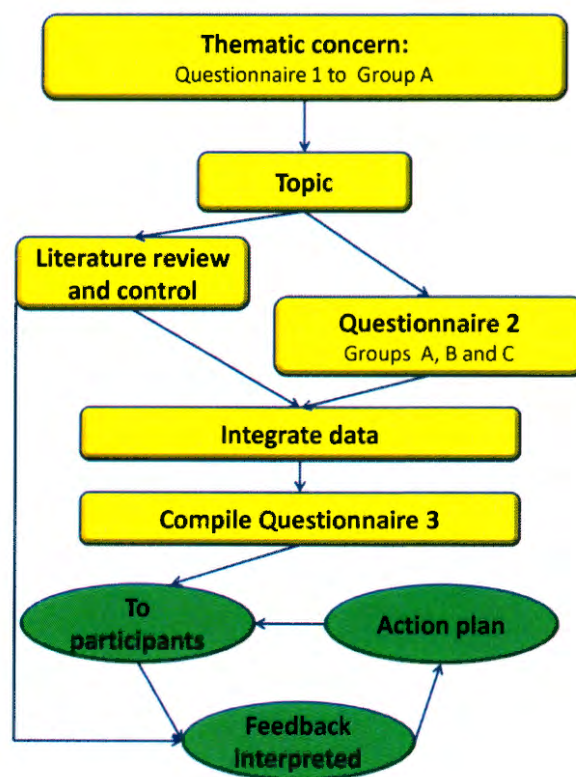 Thematic concern:
Questionnaire 1 to Group A
Topic
Literature review
and control
Questionnaire 2
Groups A, B and C
Integrate data
Compile Questionnaire 3
To
participants
Action plan
Feedback
Interpreted